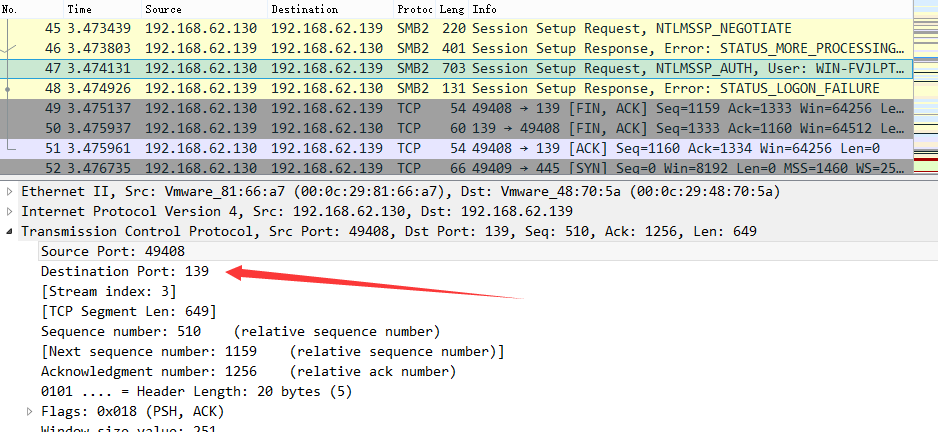 No. Time Source Destination Protoc Leng Info
45 3.473439 192.168.62.130 192.168.62.139 SMB2 220 Session Setup Request, NTLMSSP_NEGOTIATE
46 3.473803 192.168.62.139 192.168.62.130 SMB2 401 Session Setup Response, Error: STATUS_MORE_PROCESSING…
47 3.474131 192.168.62.130 192.168.62.139 SMB2 703 Session Setup Request, NTLMSSP_AUTH, User: WIN-FVJLPT…
48 3.474926 192.168.62.139 192.168.62.130 SMB2 131 Session Setup Response, Error: STATUS_LOGON_FAILURE
49 3.475137 192.168.62.130 192.168.62.139 TCP 54 49408 → 139 [FIN, ACK] Seq=1159 Ack=1333 Win=64256 Le…
50 3.475937 192.168.62.139 192.168.62.130 TCP 60 139 → 49408 [FIN, ACK] Seq=1333 Ack=1160 Win=64512 Le…
51 3.475961 192.168.62.130 192.168.62.139 TCP 54 49408 → 139 [ACK] Seq=1160 Ack=1334 Win=64256 Len=0
52 3.476735 192.168.62.130 192.168.62.139 TCP 66 49409 → 445 [SYN] Seq=0 Win=8192 Len=0 MSS=1460 WS=25…
Ethernet II, Src: Vmware_81:66:a7 (00:0c:29:81:66:a7), Dst: Vmware_48:70:5a (00:0c:29:48:70:5a)
Internet Protocol Version 4, Src: 192.168.62.130, Dst: 192.168.62.139
Transmission Control Protocol, Src Port: 49408, Dst Port: 139, Seq: 510, Ack: 1256, Len: 649
Source Port: 49408
Destination Port: 139
[Stream index: 3]
[TCP Segment Len: 649]
Sequence number: 510 (relative sequence number)
[Next sequence number: 1159 (relative sequence number)]
Acknowledgment number: 1256 (relative ack number)
0101 .... = Header Length: 20 bytes (5)
Flags: 0x018 (PSH, ACK)
Window size value: 251